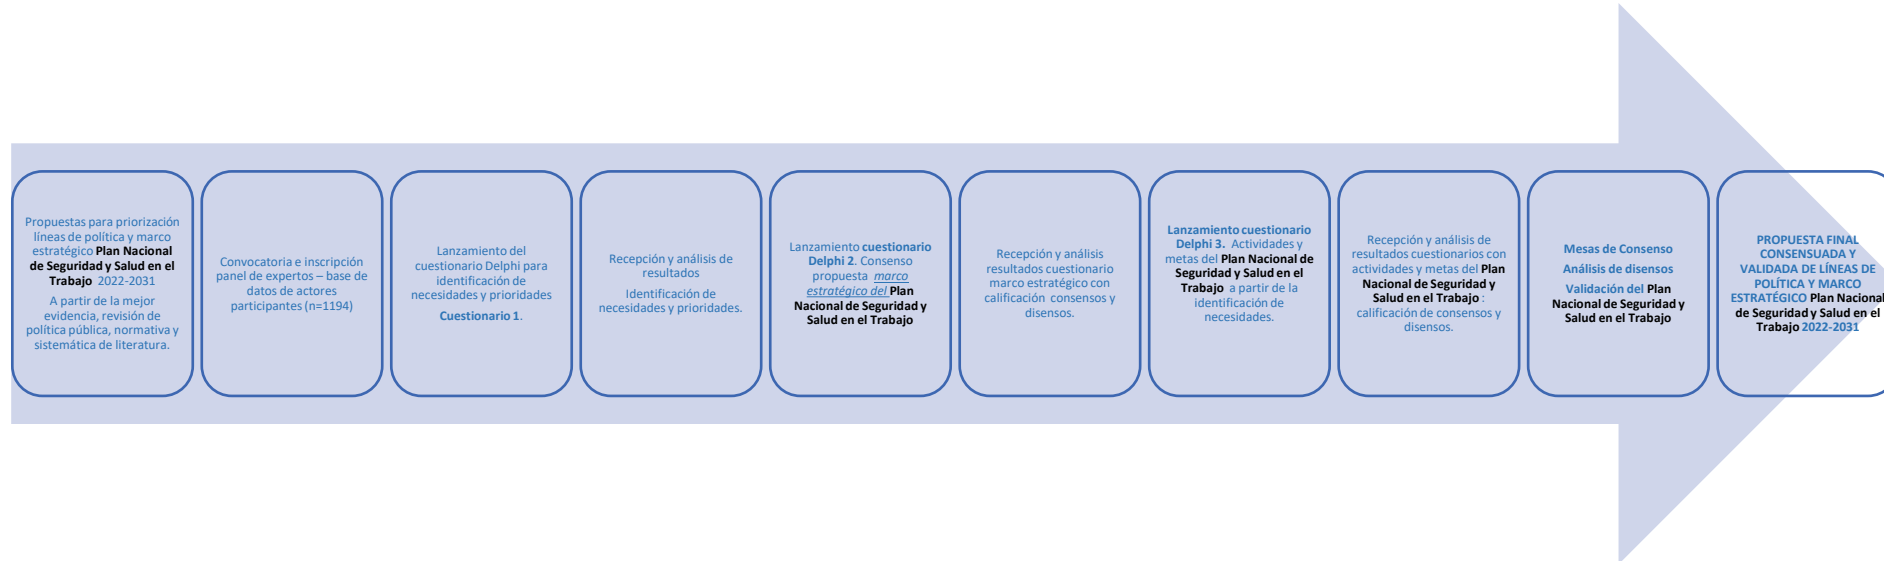 Propuestas para priorización
líneas de política y marco
estratégico Plan Nacional
de Seguridad y Salud en el
Trabajo 2022-2031
A partir de la mejor
evidencia, revisión de
política pública, normativa y
sistemática de literatura.
Convocatoria e inscripción
panel de expertos – base de
datos de actores
participantes (n=1194)
Lanzamiento del
cuestionario Delphi para
identificación de
necesidades y prioridades
Cuestionario 1.
Recepción y análisis de
resultados
Identificación de
necesidades y prioridades.
Lanzamiento cuestionario
Delphi 2. Consenso
propuesta marco
estratégico del Plan
Nacional de Seguridad y
Salud en el Trabajo
Recepción y análisis
resultados cuestionario
marco estratégico con
calificación consensos y
disensos.
Lanzamiento cuestionario
Delphi 3. Actividades y
metas del Plan Nacional de
Seguridad y Salud en el
Trabajo a partir de la
identificación de
necesidades.
Recepción y análisis de
resultados cuestionarios con
actividades y metas del Plan
Nacional de Seguridad y
Salud en el Trabajo :
calificación de consensos y
disensos.
Mesas de Consenso
Análisis de disensos
Validación del Plan
Nacional de Seguridad y
Salud en el Trabajo
PROPUESTA FINAL
CONSENSUADA Y
VALIDADA DE LÍNEAS DE
POLÍTICA Y MARCO
ESTRATÉGICO Plan Nacional
de Seguridad y Salud en el
Trabajo 2022-2031